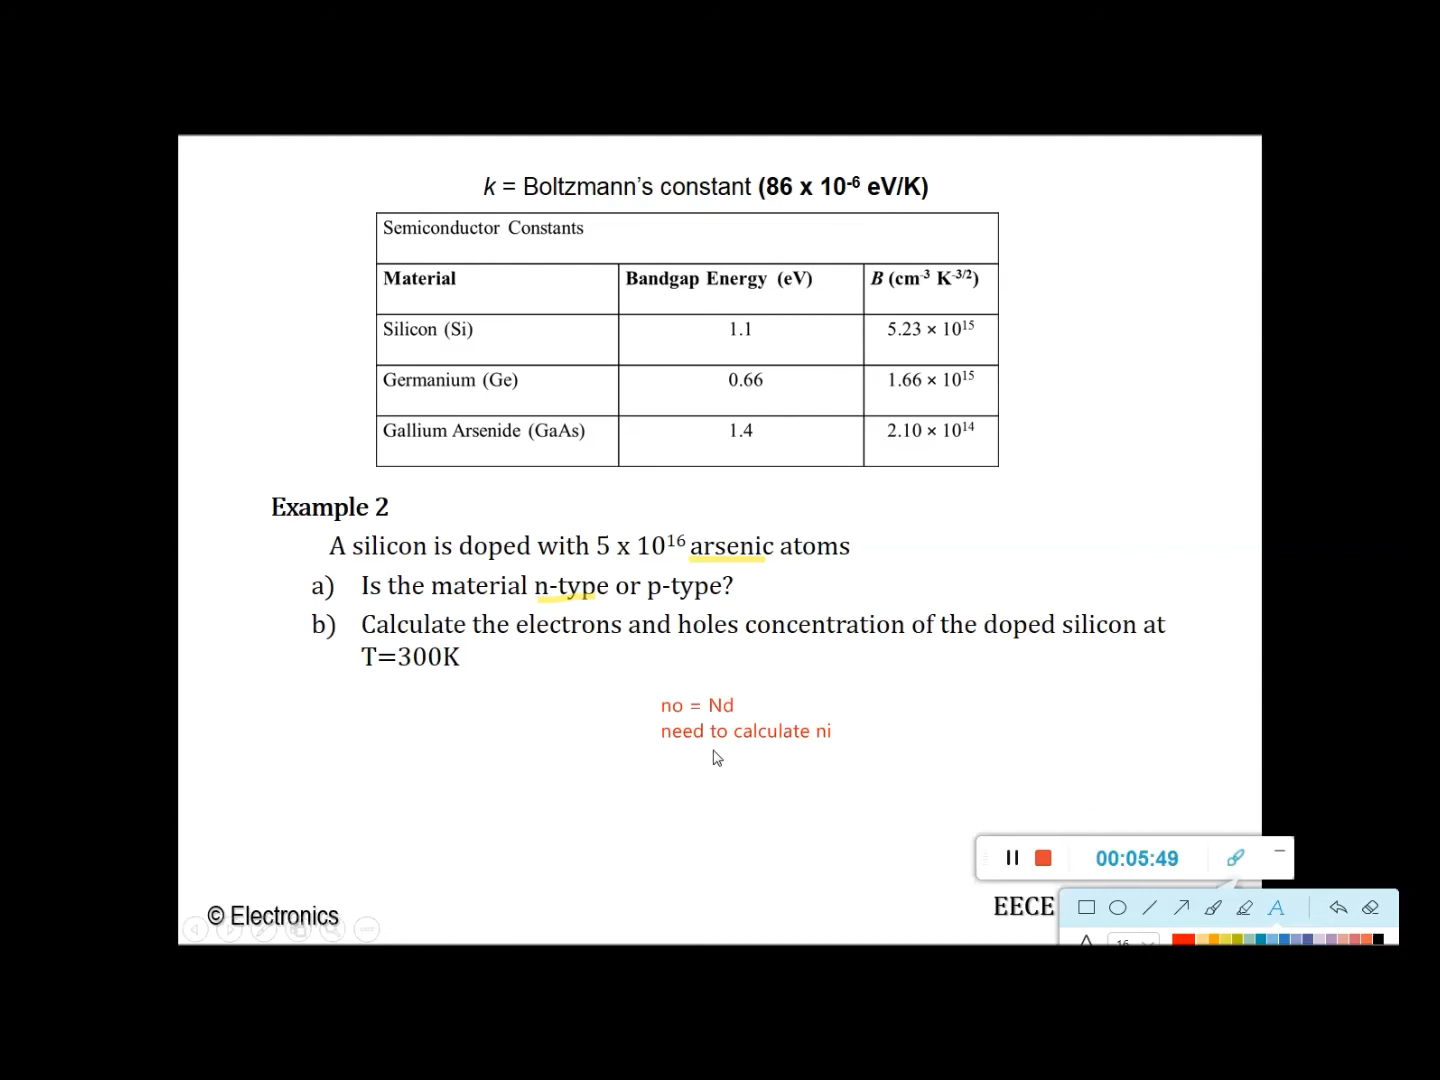 k = Boltzmann's constant (86 x 10⁻⁶ eV/K)
Semiconductor Constants
Material Bandgap Energy (eV) B (cm⁻³ K⁻³ᐟ²)
Silicon (Si) 1.1 5.23 × 10¹⁵
Germanium (Ge) 0.66 1.66 × 10¹⁵
Gallium Arsenide (GaAs) 1.4 2.10 × 10¹⁴
Example 2
A silicon is doped with 5 x 10¹⁶ arsenic atoms
a) Is the material n-type or p-type?
b) Calculate the electrons and holes concentration of the doped silicon at
T=300K
no = Nd
need to calculate ni
00:05:49
© Electronics
EECE
A
16